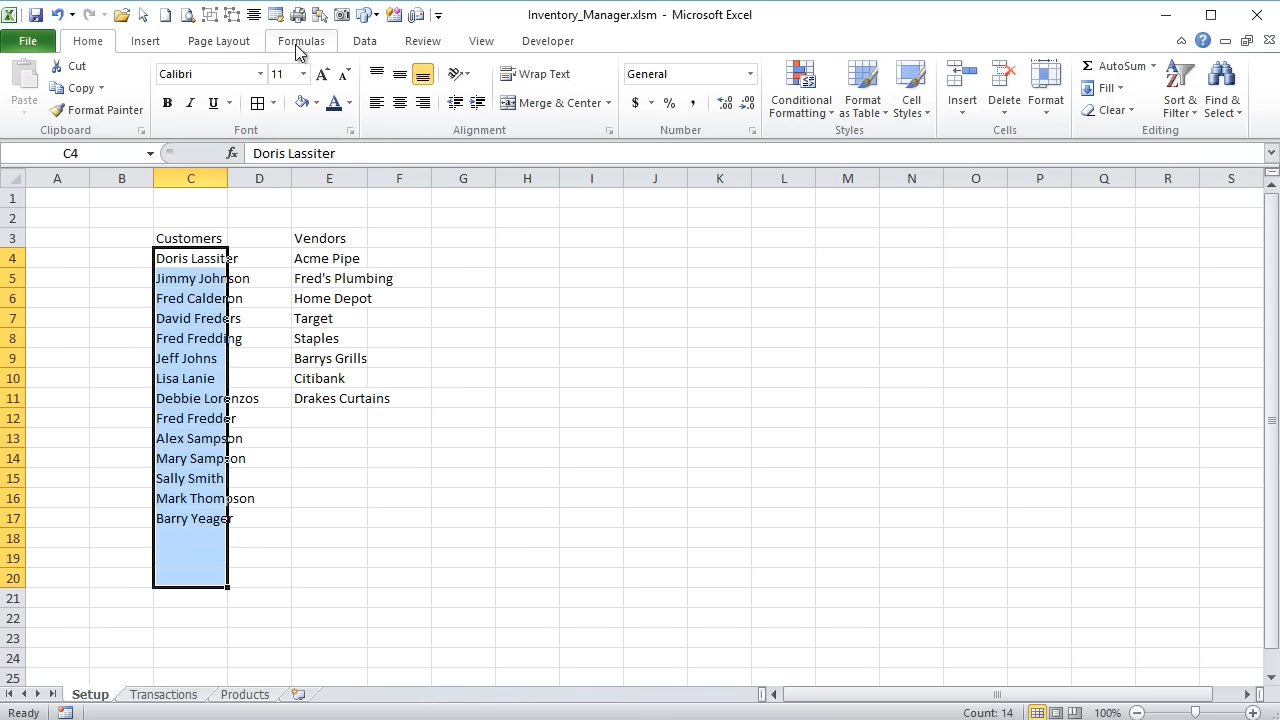 Inventory_Manager.xlsm - Microsoft Excel
File Home Insert Page Layout Formulas Data Review View Developer
Paste
Cut
Copy
Format Painter
Clipboard
Calibri 11
B I U
Font
Wrap Text
Merge & Center
Alignment
General
$ % ,
Number
Conditional Formatting
Format as Table
Cell Styles
Styles
Insert Delete Format
Cells
Σ AutoSum
Fill
Clear
Sort & Filter
Find & Select
Editing
C4 fx Doris Lassiter
A B C D E F G H I J K L M N O P Q R S
1
2
3 Customers Vendors
4 Doris Lassiter Acme Pipe
5 Jimmy Johnson Fred's Plumbing
6 Fred Calderon Home Depot
7 David Freders Target
8 Fred Fredding Staples
9 Jeff Johns Barrys Grills
10 Lisa Lanie Citibank
11 Debbie Lorenzos Drakes Curtains
12 Fred Fredder
13 Alex Sampson
14 Mary Sampson
15 Sally Smith
16 Mark Thompson
17 Barry Yeager
18
19
20
21
22
23
24
25
Setup Transactions Products
Ready Count: 14 100%